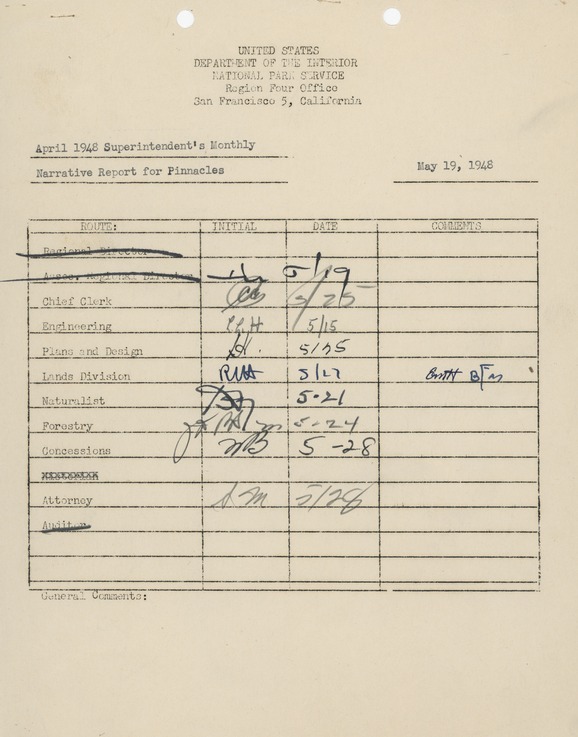 UNITED STATES
DEPARTMENT OF THE INTERIOR
NATIONAL PARK SERVICE
Region Four Office
San Francisco 5, California
April 1948 Superintendent's Monthly
Narrative Report for Pinnacles
May 19, 1948
ROUTE: INITIAL DATE COMMENTS
Regional Director
Assoc. Regional Director 5/19
Chief Clerk 5/25
Engineering 5/15
Plans and Design 5/25
Lands Division 5/27
Naturalist 5-21
Forestry 5-24
Concessions 5-28
Attorney 5/28
Auditor
General Comments: